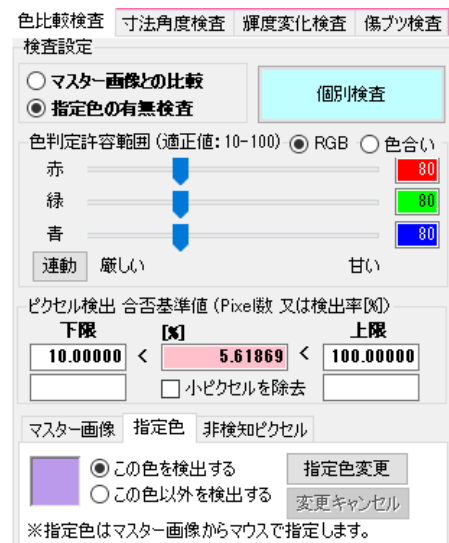 色比較検査 寸法角度検査 輝度変化検査 傷ブツ検査
検査設定
マスター画像との比較
指定色の有無検査
個別検査
色判定許容範囲 (適正値: 10-100) RGB 色合い
赤 80
緑 80
青 80
連動 厳しい 甘い
ピクセル検出 合否基準値 (Pixel数 又は検出率[%])
下限 [%] 上限
10.00000 < 5.61869 < 100.00000
小ピクセルを除去
マスター画像 指定色 非検知ピクセル
この色を検出する 指定色変更
この色以外を検出する 変更キャンセル
※指定色はマスター画像からマウスで指定します。